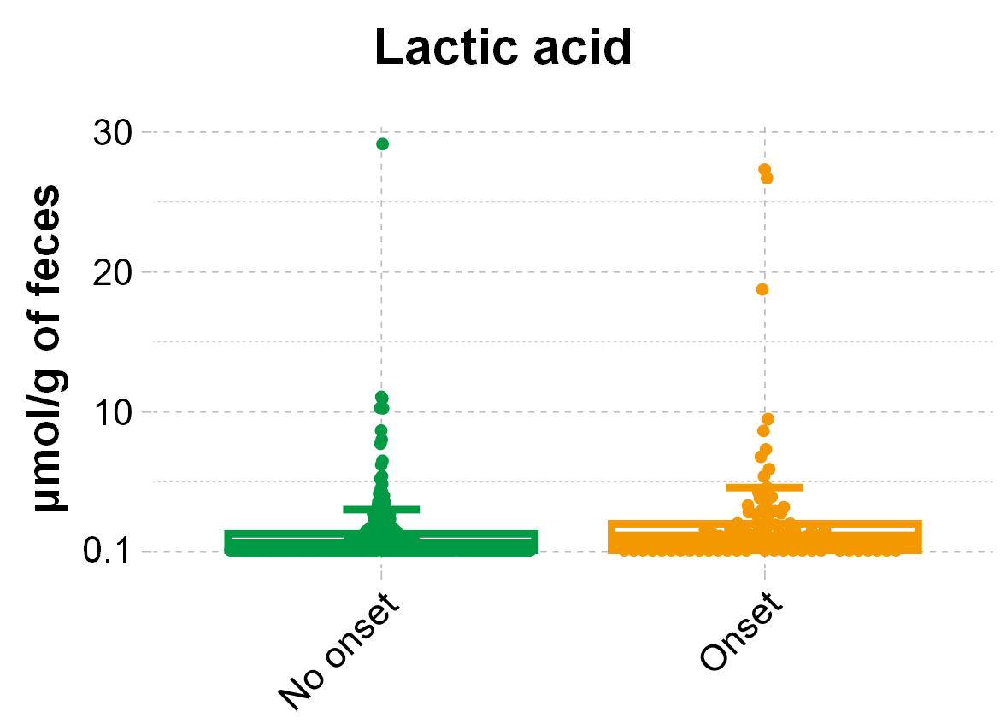 Lactic acid
µmol/g of feces
30
20
10
0.1
No onset
Onset